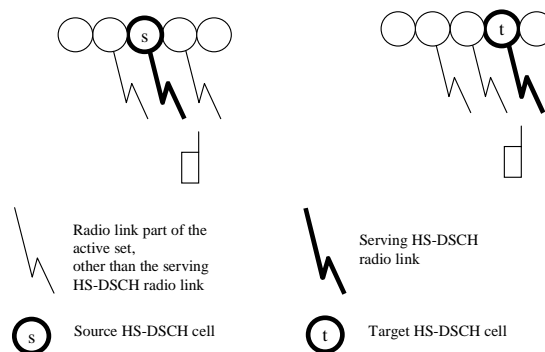 s
t
Radio link part of the
active set,
other than the serving
HS-DSCH radio link
Serving HS-DSCH
radio link
s
Source HS-DSCH cell
t
Target HS-DSCH cell